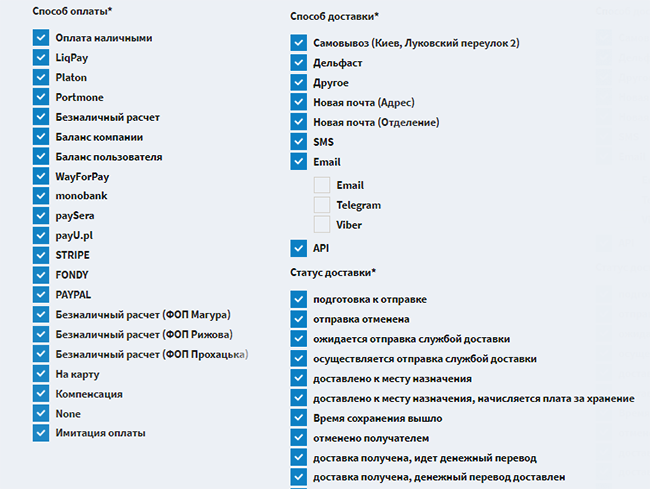 Способ оплаты*
Оплата наличными
LiqPay
Platon
Portmone
Безналичный расчет
Баланс компании
Баланс пользователя
WayForPay
monobank
paySera
payU.pl
STRIPE
FONDY
PAYPAL
Безналичный расчет (ФОП Магура)
Безналичный расчет (ФОП Рижова)
Безналичный расчет (ФОП Прохацька)
На карту
Компенсация
None
Имитация оплаты
Способ доставки*
Самовывоз (Киев, Луковский переулок 2)
Дельфаст
Другое
Новая почта (Адрес)
Новая почта (Отделение)
SMS
Email
Email
Telegram
Viber
API
Статус доставки*
подготовка к отправке
отправка отменена
ожидается отправка службой доставки
осуществляется отправка службой доставки
доставлено к месту назначения
доставлено к месту назначения, начисляется плата за хранение
Время сохранения вышло
отменено получателем
доставка получена, идет денежный перевод
доставка получена, денежный перевод доставлен